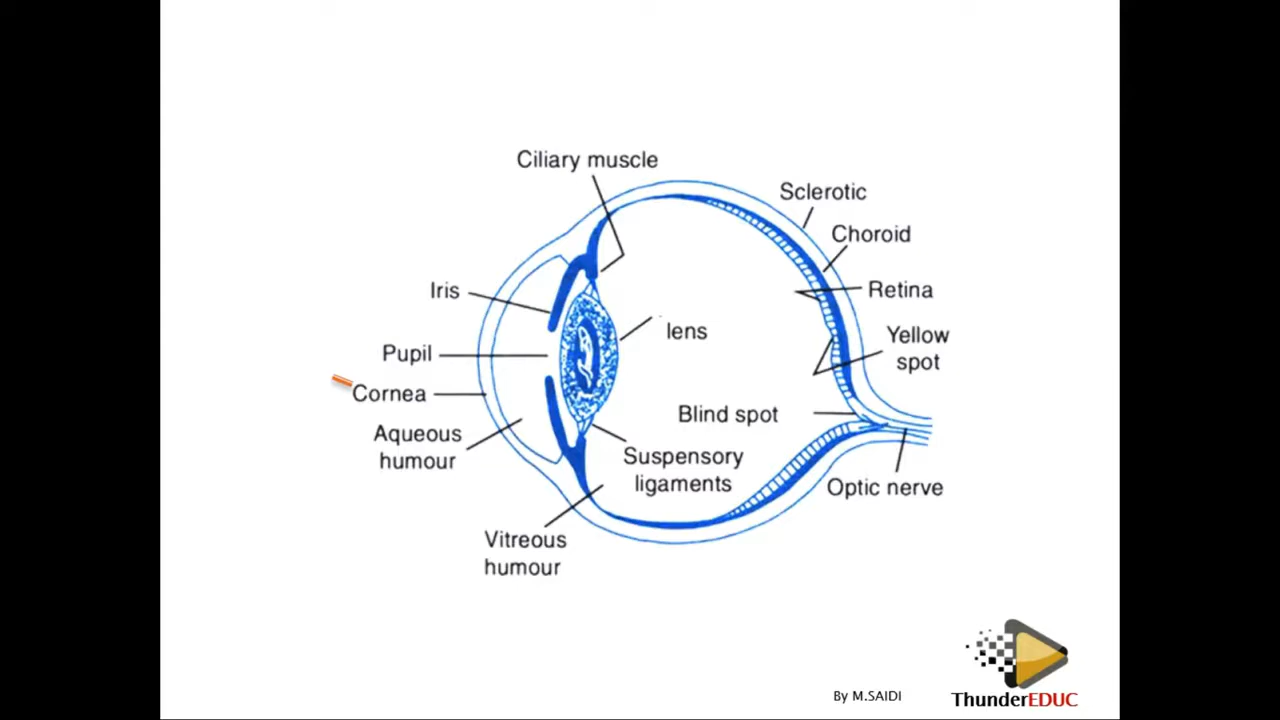 Ciliary muscle
Sclerotic
Choroid
Iris
Retina
lens
Yellow
spot
Pupil
Cornea
Blind spot
Aqueous
humour
Suspensory
ligaments
Optic nerve
Vitreous
humour
By M.SAIDI
ThunderEDUC